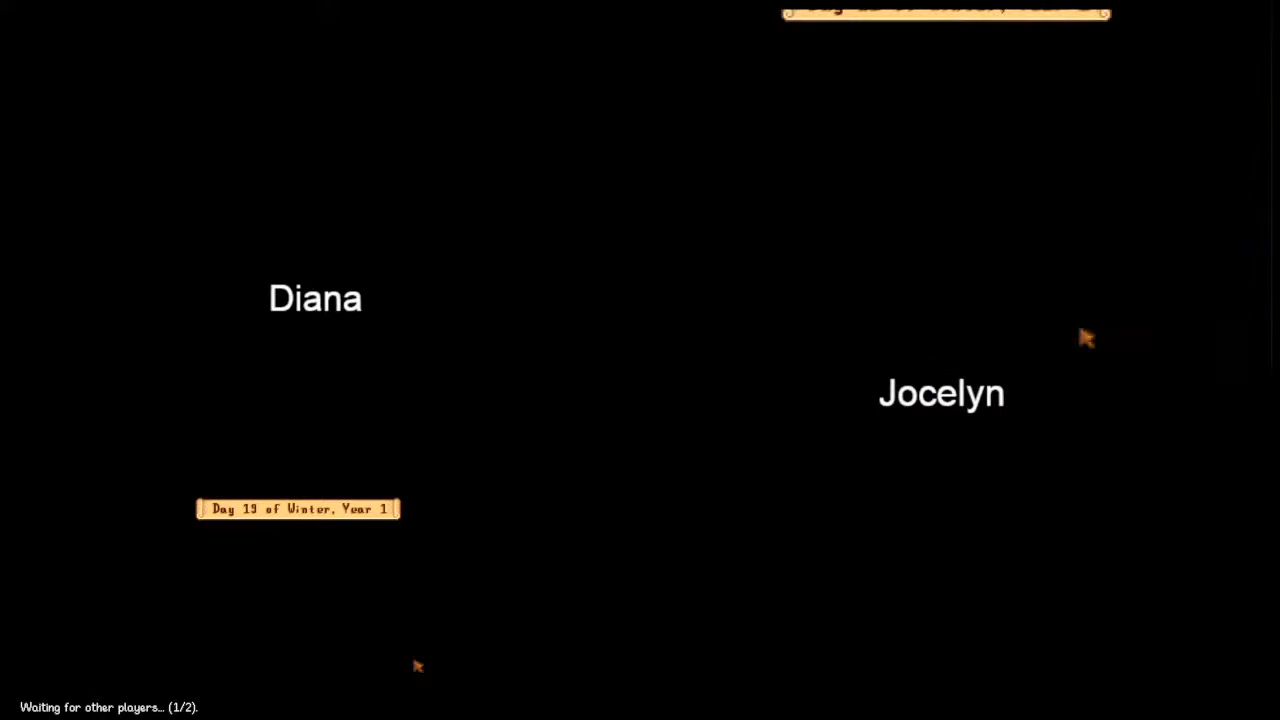 Diana
Jocelyn
Day 19 of Winter, Year 1
Waiting for other players... (1/2).